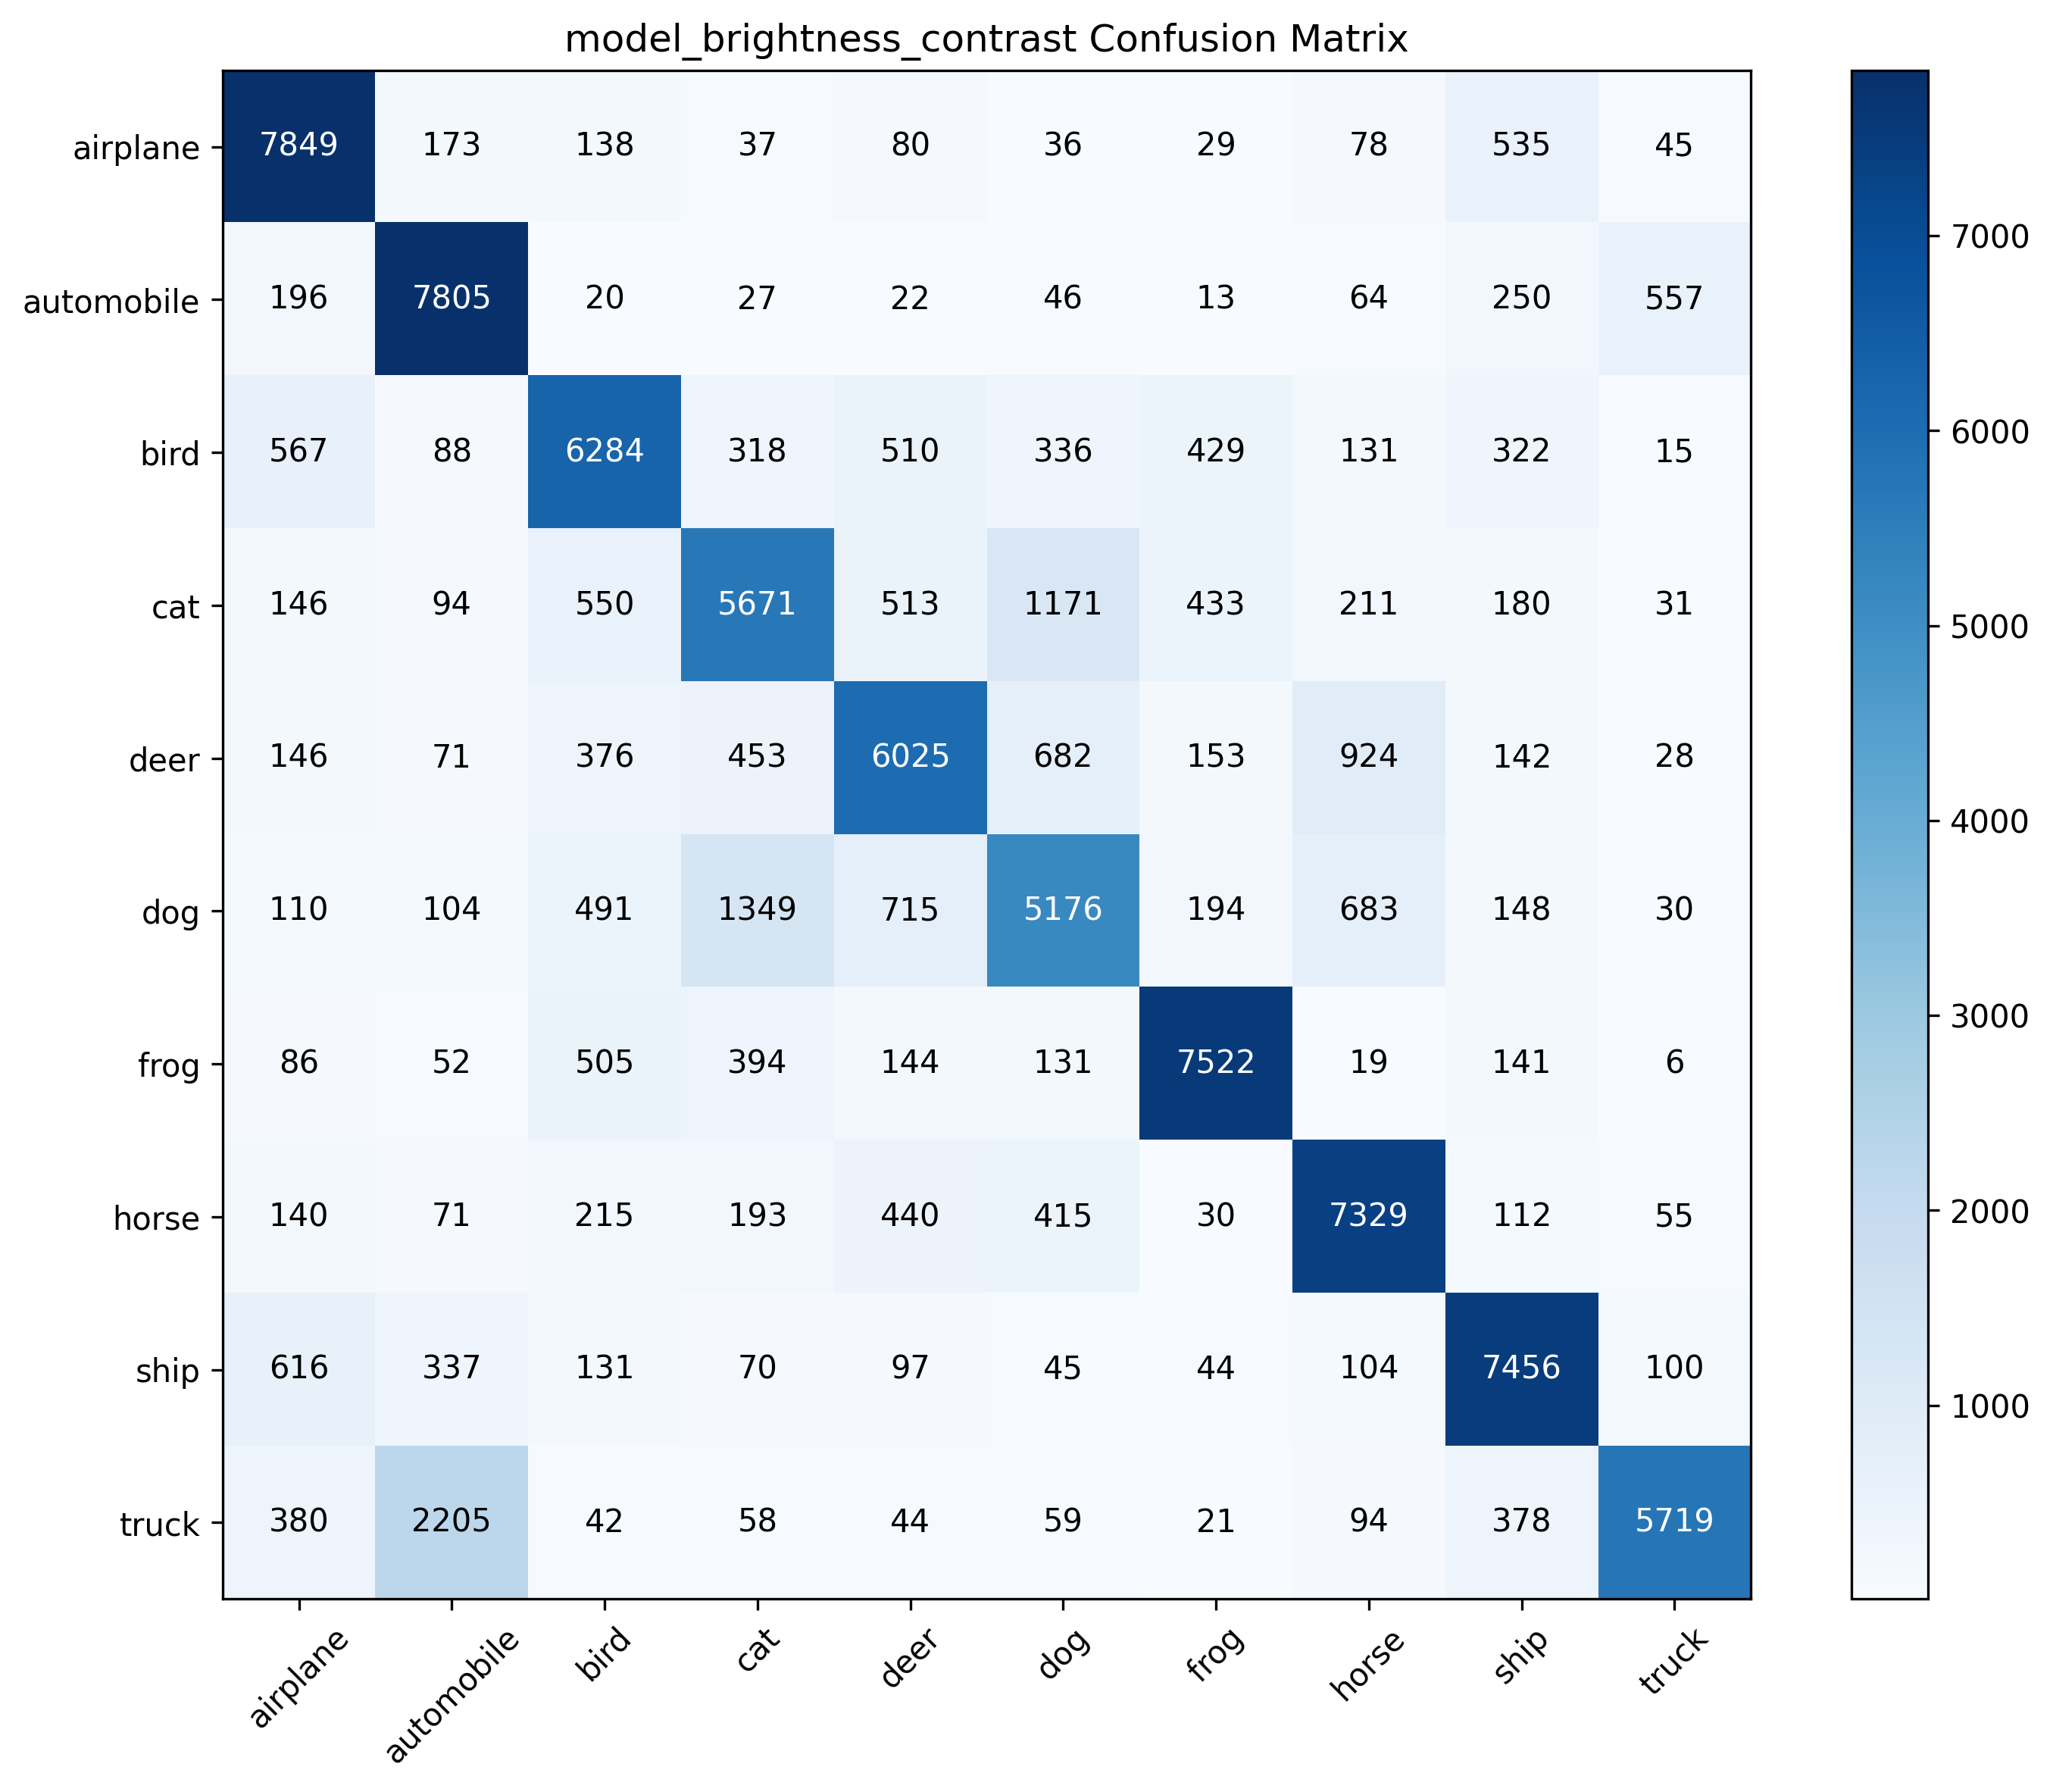 model_brightness_contrast Confusion Matrix
airplane 7849 173 138 37 80 36 29 78 535 45
automobile 196 7805 20 27 22 46 13 64 250 557
bird 567 88 6284 318 510 336 429 131 322 15
cat 146 94 550 5671 513 1171 433 211 180 31
deer 146 71 376 453 6025 682 153 924 142 28
dog 110 104 491 1349 715 5176 194 683 148 30
frog 86 52 505 394 144 131 7522 19 141 6
horse 140 71 215 193 440 415 30 7329 112 55
ship 616 337 131 70 97 45 44 104 7456 100
truck 380 2205 42 58 44 59 21 94 378 5719
airplane automobile bird cat deer dog frog horse ship truck
7000
6000
5000
4000
3000
2000
1000